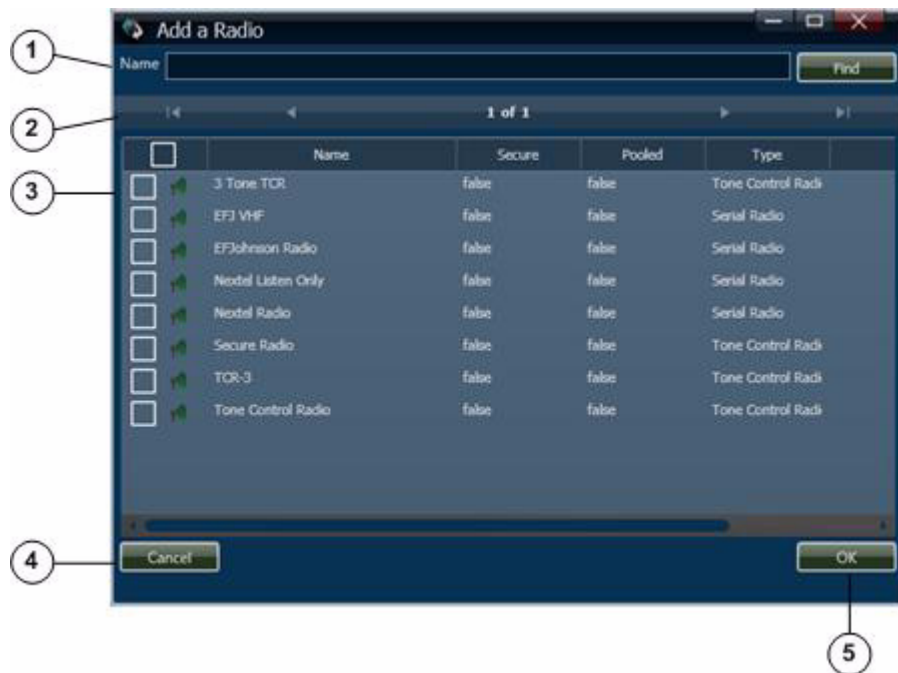 Add a Radio
1
Name
Find
2
1 of 1
Name Secure Pooled Type
3
3 Tone TCR false false Tone Control Radi
EFJ VHF false false Serial Radio
EFJohnson Radio false false Serial Radio
Nextel Listen Only false false Serial Radio
Nextel Radio false false Serial Radio
Secure Radio false false Tone Control Radi
TCR-3 false false Tone Control Radi
Tone Control Radio false false Tone Control Radi
4
Cancel
OK
5